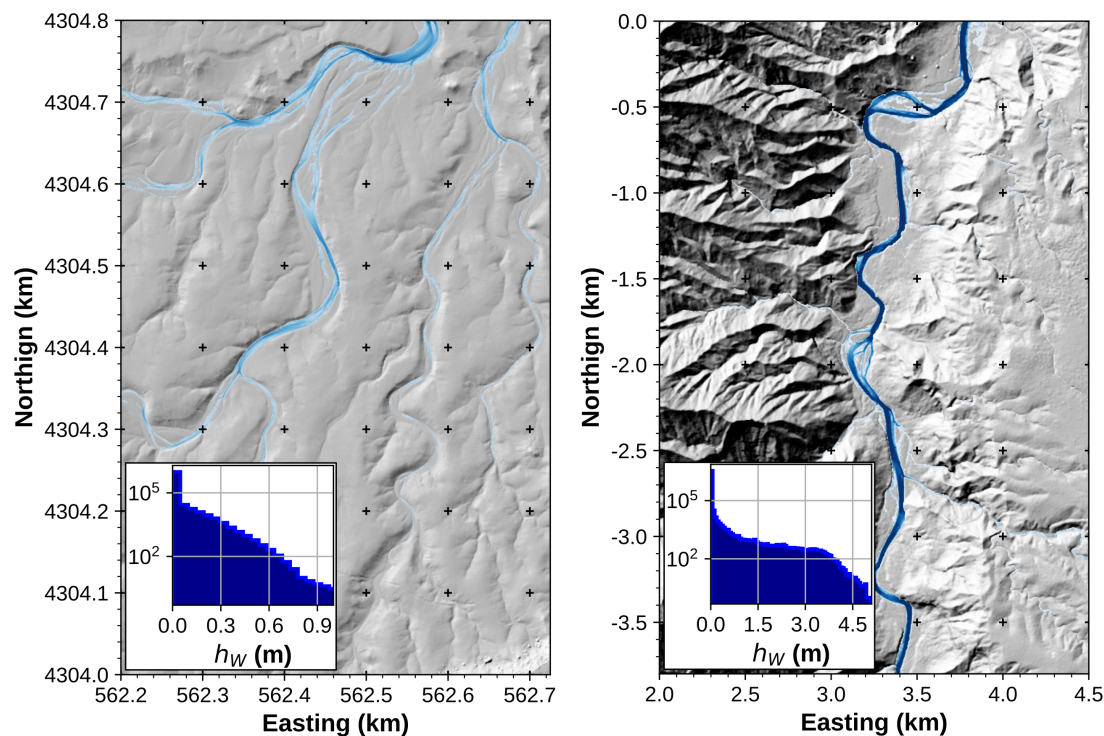 4304.8
4304.7
4304.6
4304.5
4304.4
4304.3
4304.2
4304.1
4304.0
Northign (km)
562.2 562.3 562.4 562.5 562.6 562.7
Easting (km)
10^5
10^2
0.0 0.3 0.6 0.9
h_W (m)
0.0
-0.5
-1.0
-1.5
-2.0
-2.5
-3.0
-3.5
Northign (km)
2.0 2.5 3.0 3.5 4.0 4.5
Easting (km)
10^5
10^2
0.0 1.5 3.0 4.5
h_W (m)